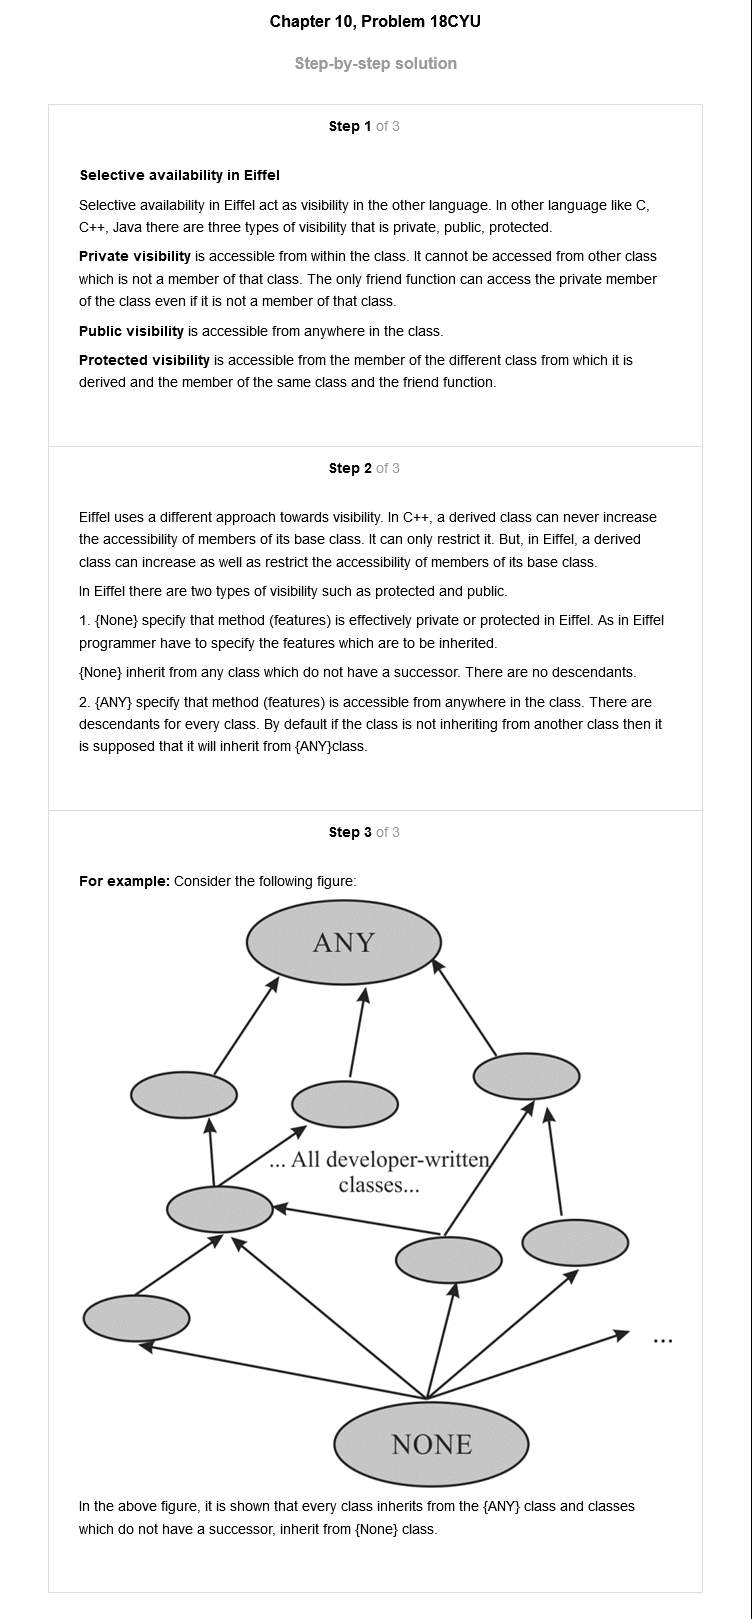 Chapter 10, Problem 18CYU
Step-by-step solution
Step 1 of 3
Selective availability in Eiffel
Selective availability in Eiffel act as visibility in the other language. In other language like C,
C++, Java there are three types of visibility that is private, public, protected.
Private visibility is accessible from within the class. It cannot be accessed from other class
which is not a member of that class. The only friend function can access the private member
of the class even if it is not a member of that class.
Public visibility is accessible from anywhere in the class.
Protected visibility is accessible from the member of the different class from which it is
derived and the member of the same class and the friend function.
Step 2 of 3
Eiffel uses a different approach towards visibility. In C++, a derived class can never increase
the accessibility of members of its base class. It can only restrict it. But, in Eiffel, a derived
class can increase as well as restrict the accessibility of members of its base class.
In Eiffel there are two types of visibility such as protected and public.
1. {None} specify that method (features) is effectively private or protected in Eiffel. As in Eiffel
programmer have to specify the features which are to be inherited.
{None} inherit from any class which do not have a successor. There are no descendants.
2. {ANY} specify that method (features) is accessible from anywhere in the class. There are
descendants for every class. By default if the class is not inheriting from another class then it
is supposed that it will inherit from {ANY}class.
Step 3 of 3
For example: Consider the following figure:
ANY
... All developer-written
classes...
...
NONE
In the above figure, it is shown that every class inherits from the {ANY} class and classes
which do not have a successor, inherit from {None} class.